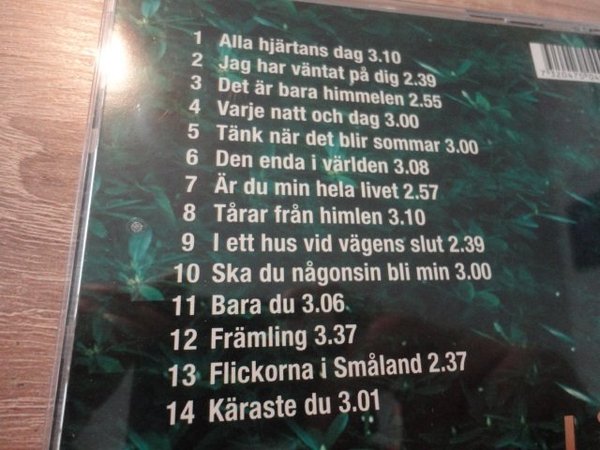 1 Alla hjärtans dag 3.10
2 Jag har väntat på dig 2.39
3 Det är bara himmelen 2.55
4 Varje natt och dag 3.00
5 Tänk när det blir sommar 3.00
6 Den enda i världen 3.08
7 Är du min hela livet 2.57
8 Tårar från himlen 3.10
9 I ett hus vid vägens slut 2.39
10 Ska du någonsin bli min 3.00
11 Bara du 3.06
12 Främling 3.37
13 Flickorna i Småland 2.37
14 Käraste du 3.01